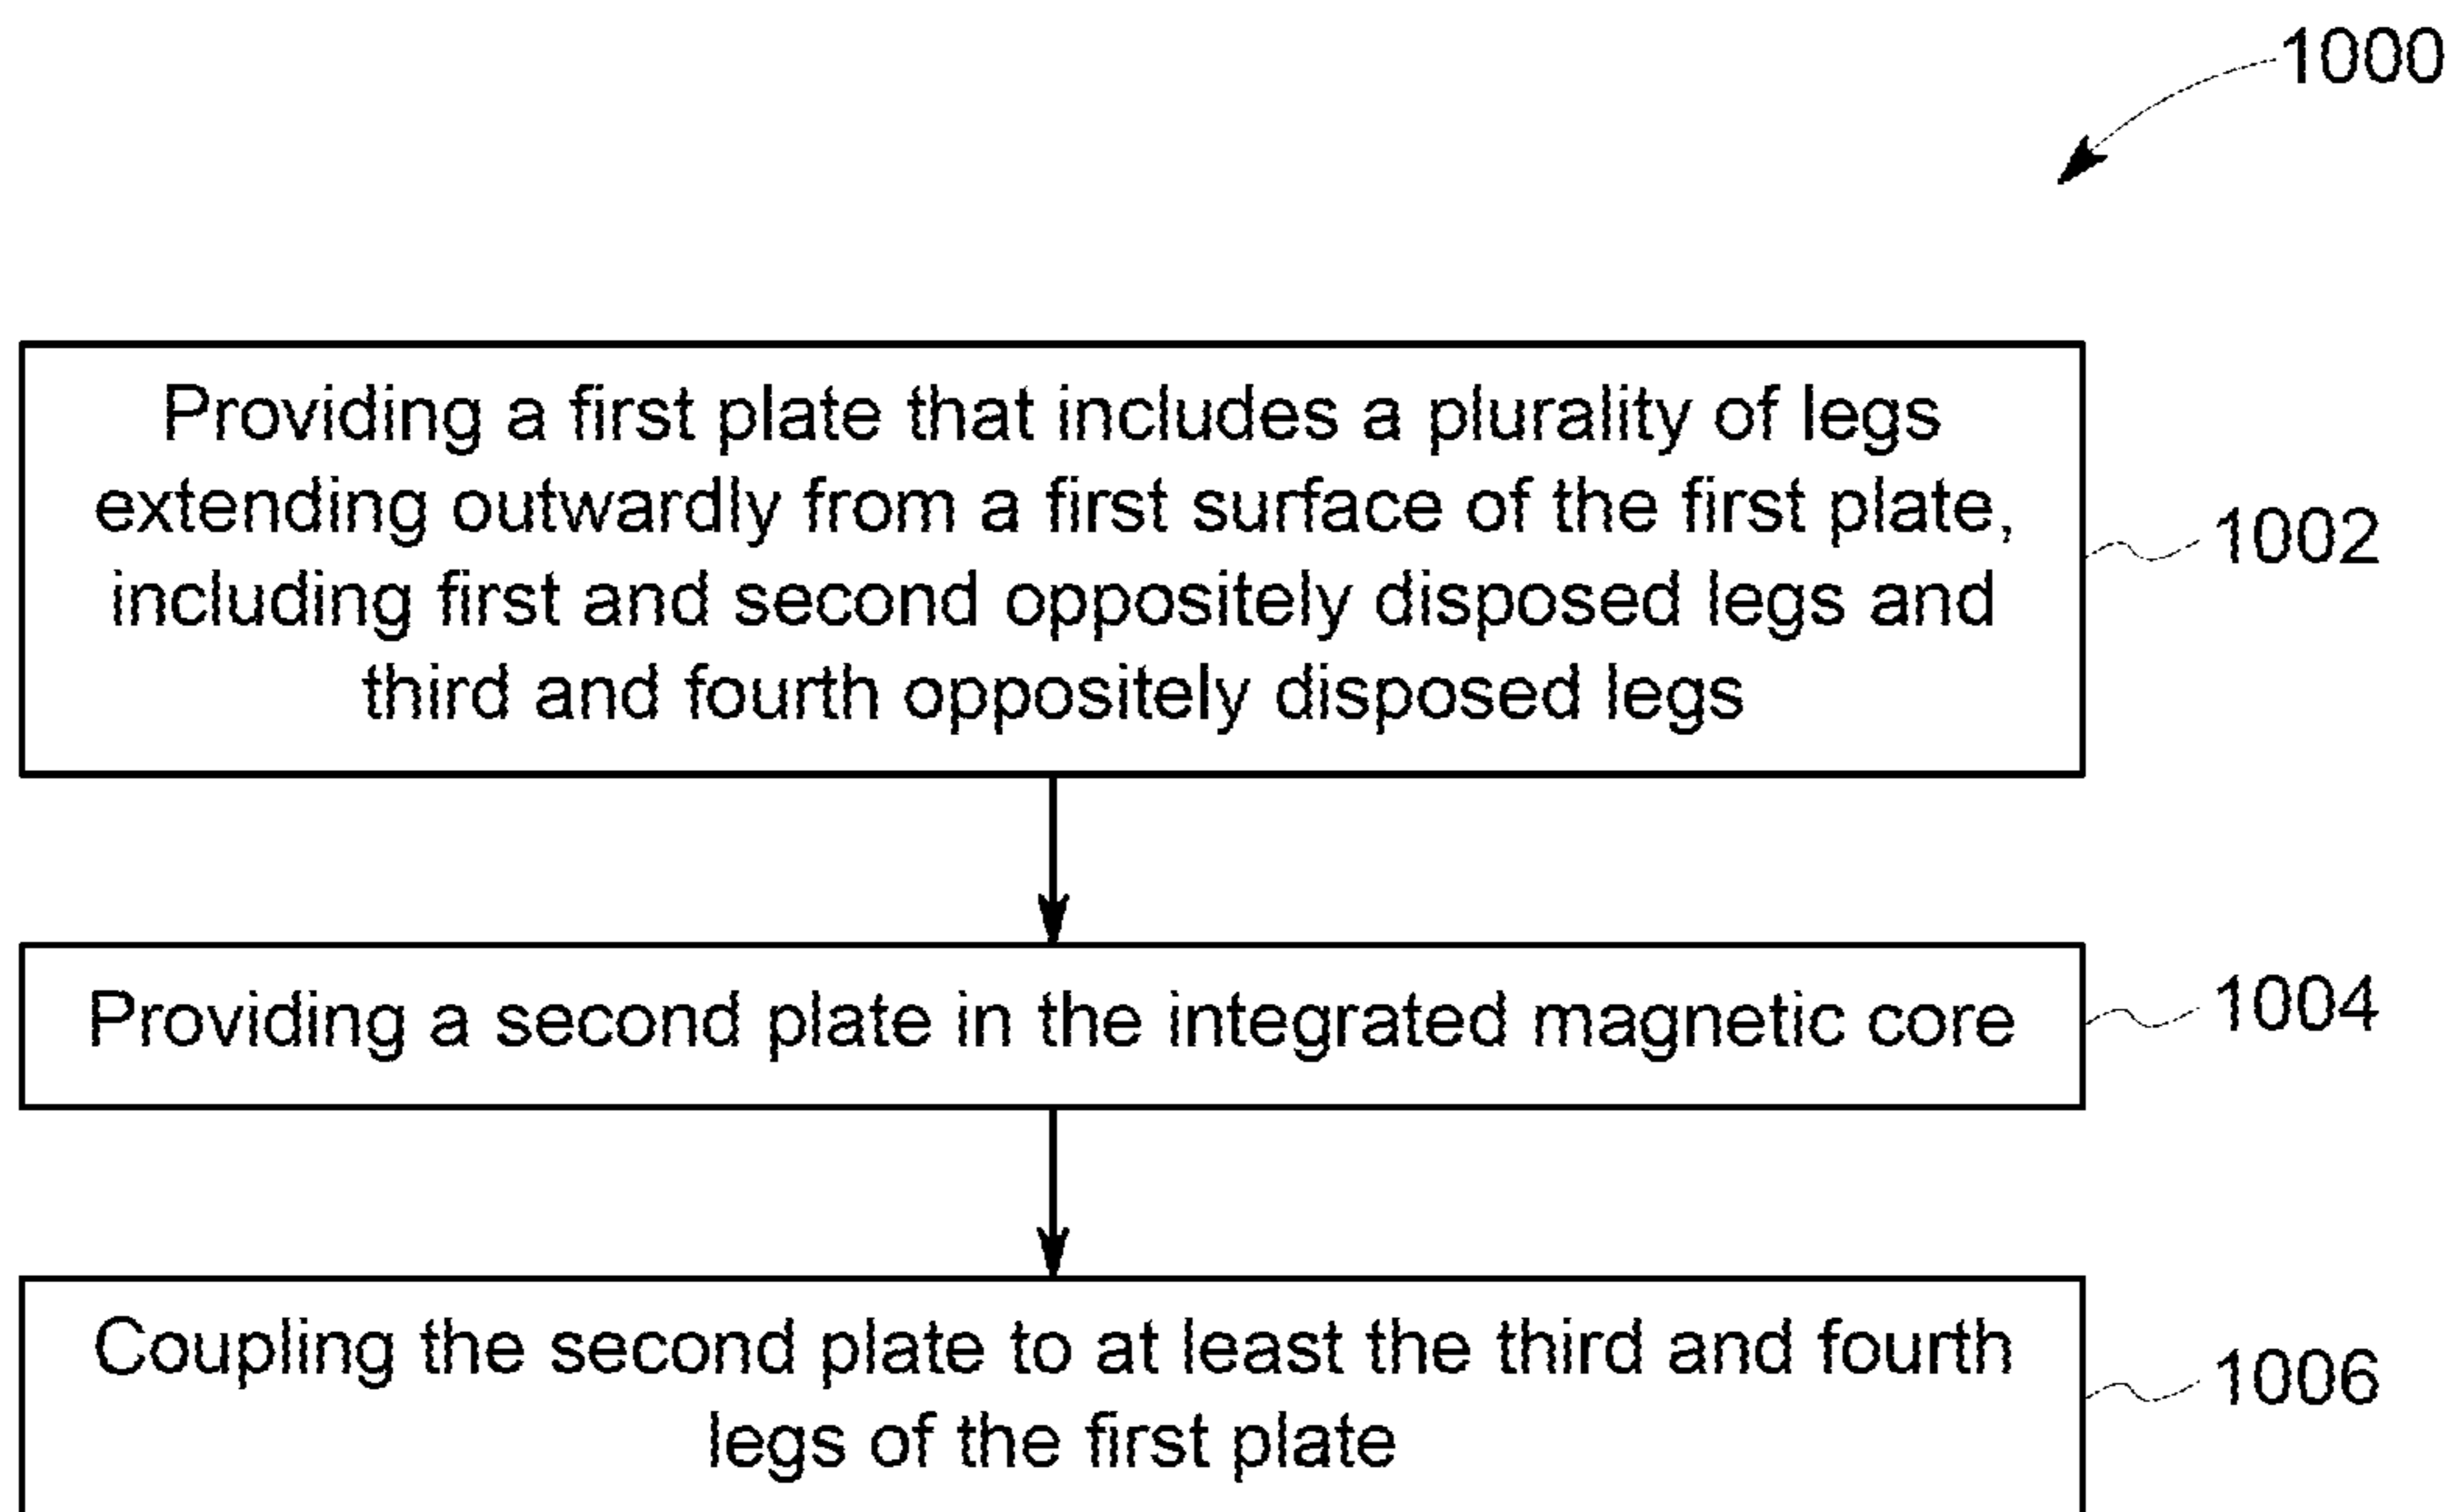 1000
Providing a first plate that includes a plurality of legs
extending outwardly from a first surface of the first plate,
including first and second oppositely disposed legs and
third and fourth oppositely disposed legs
1002
Providing a second plate in the integrated magnetic core
1004
Coupling the second plate to at least the third and fourth
legs of the first plate
1006